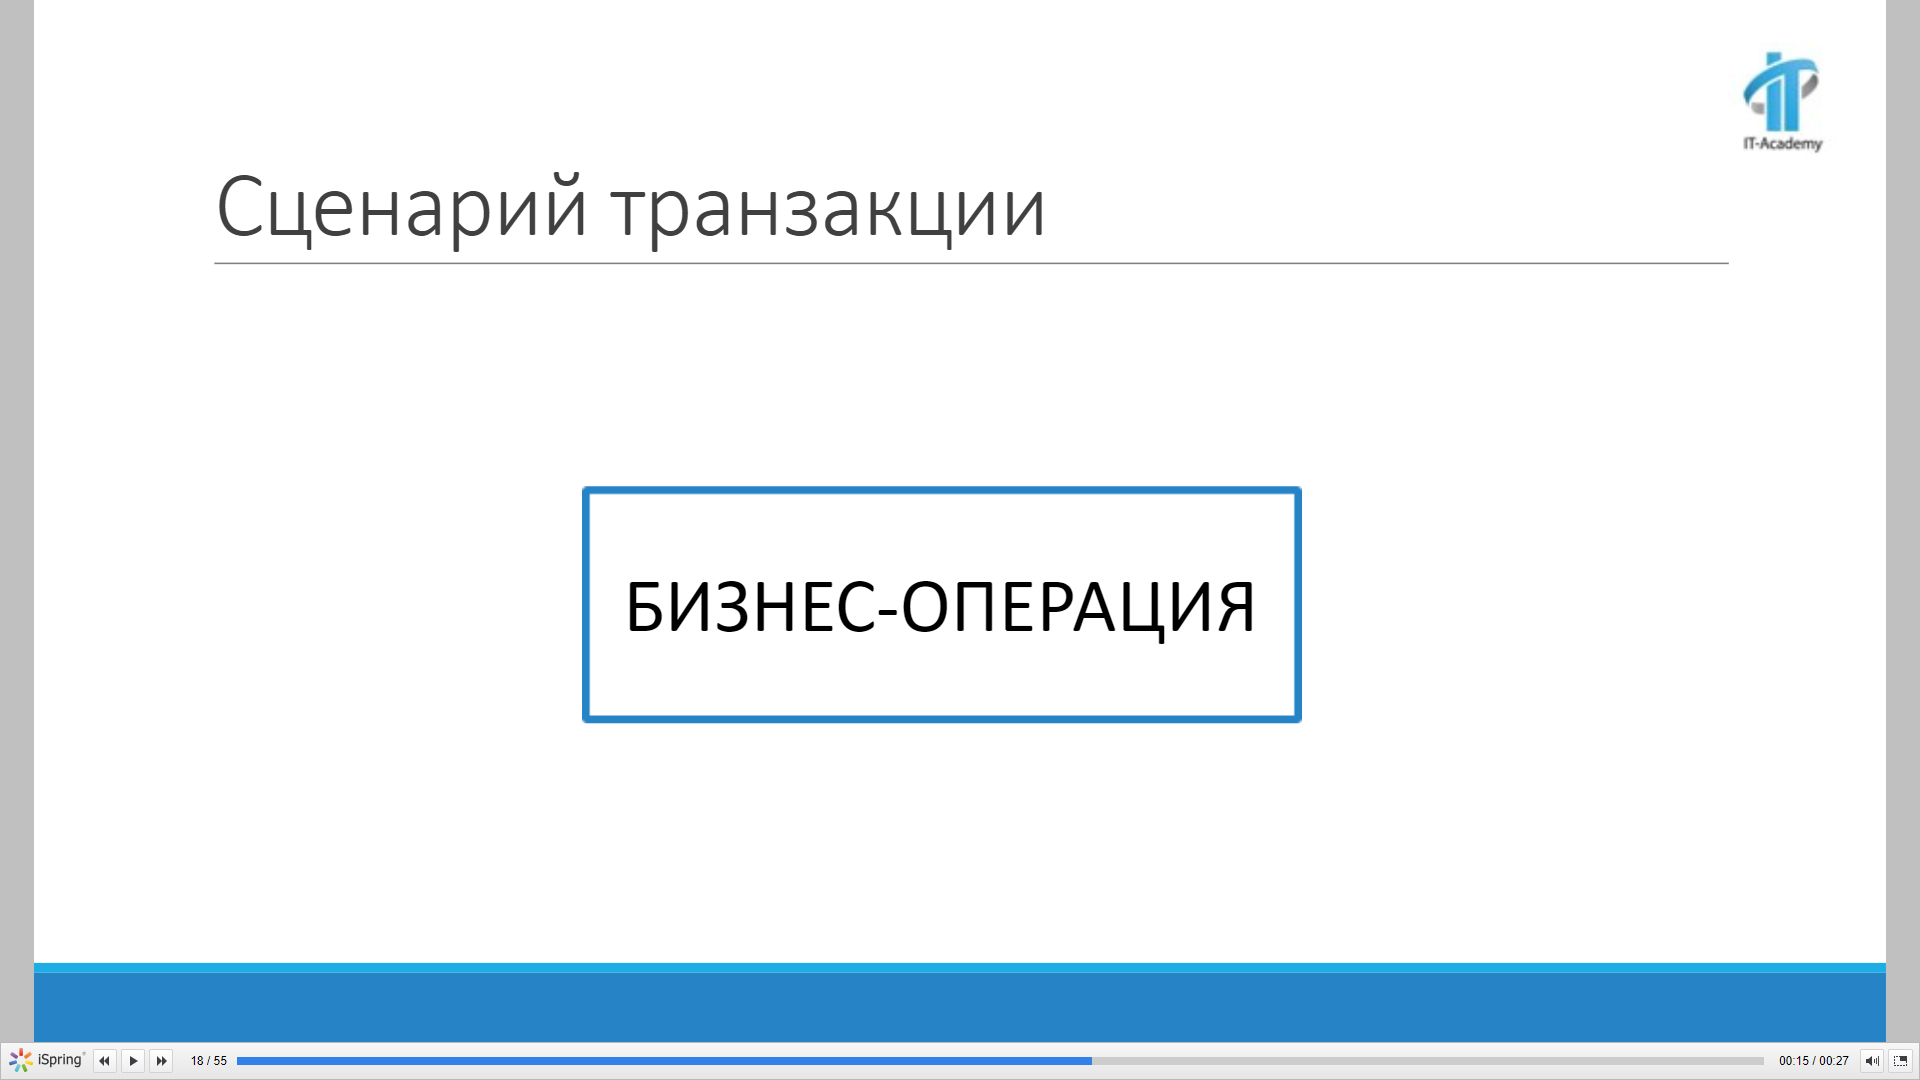 IT-Academy
Сценарий транзакции
БИЗНЕС-ОПЕРАЦИЯ
iSpring
18 / 55
00:15 / 00:27